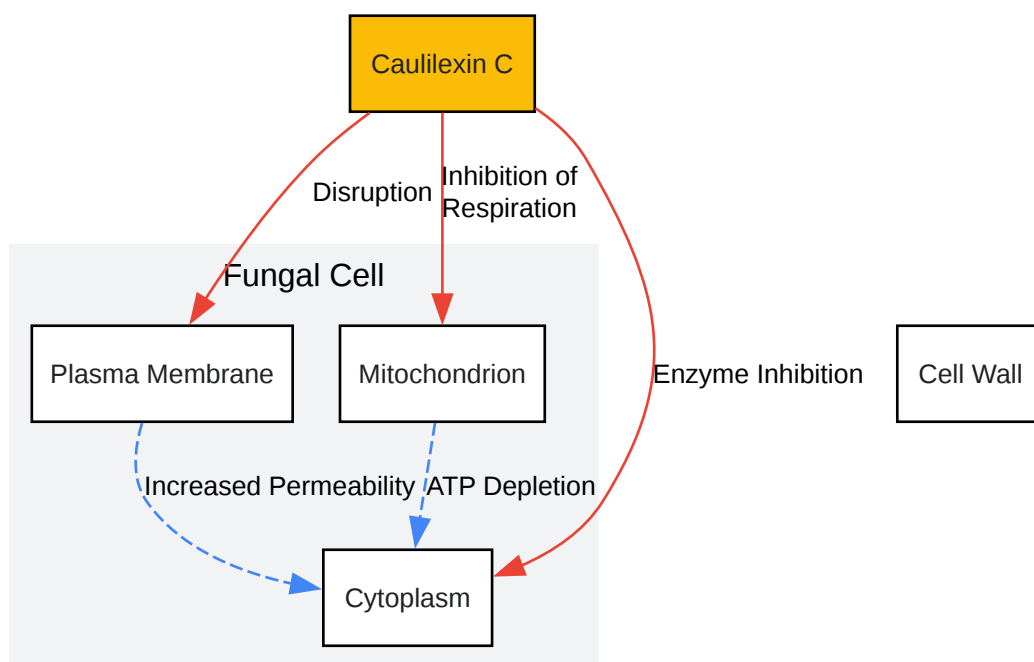 Caulilexin C
Disruption
Inhibition of
Respiration
Fungal Cell
Plasma Membrane
Mitochondrion
Enzyme Inhibition
Cell Wall
Increased Permeability
ATP Depletion
Cytoplasm